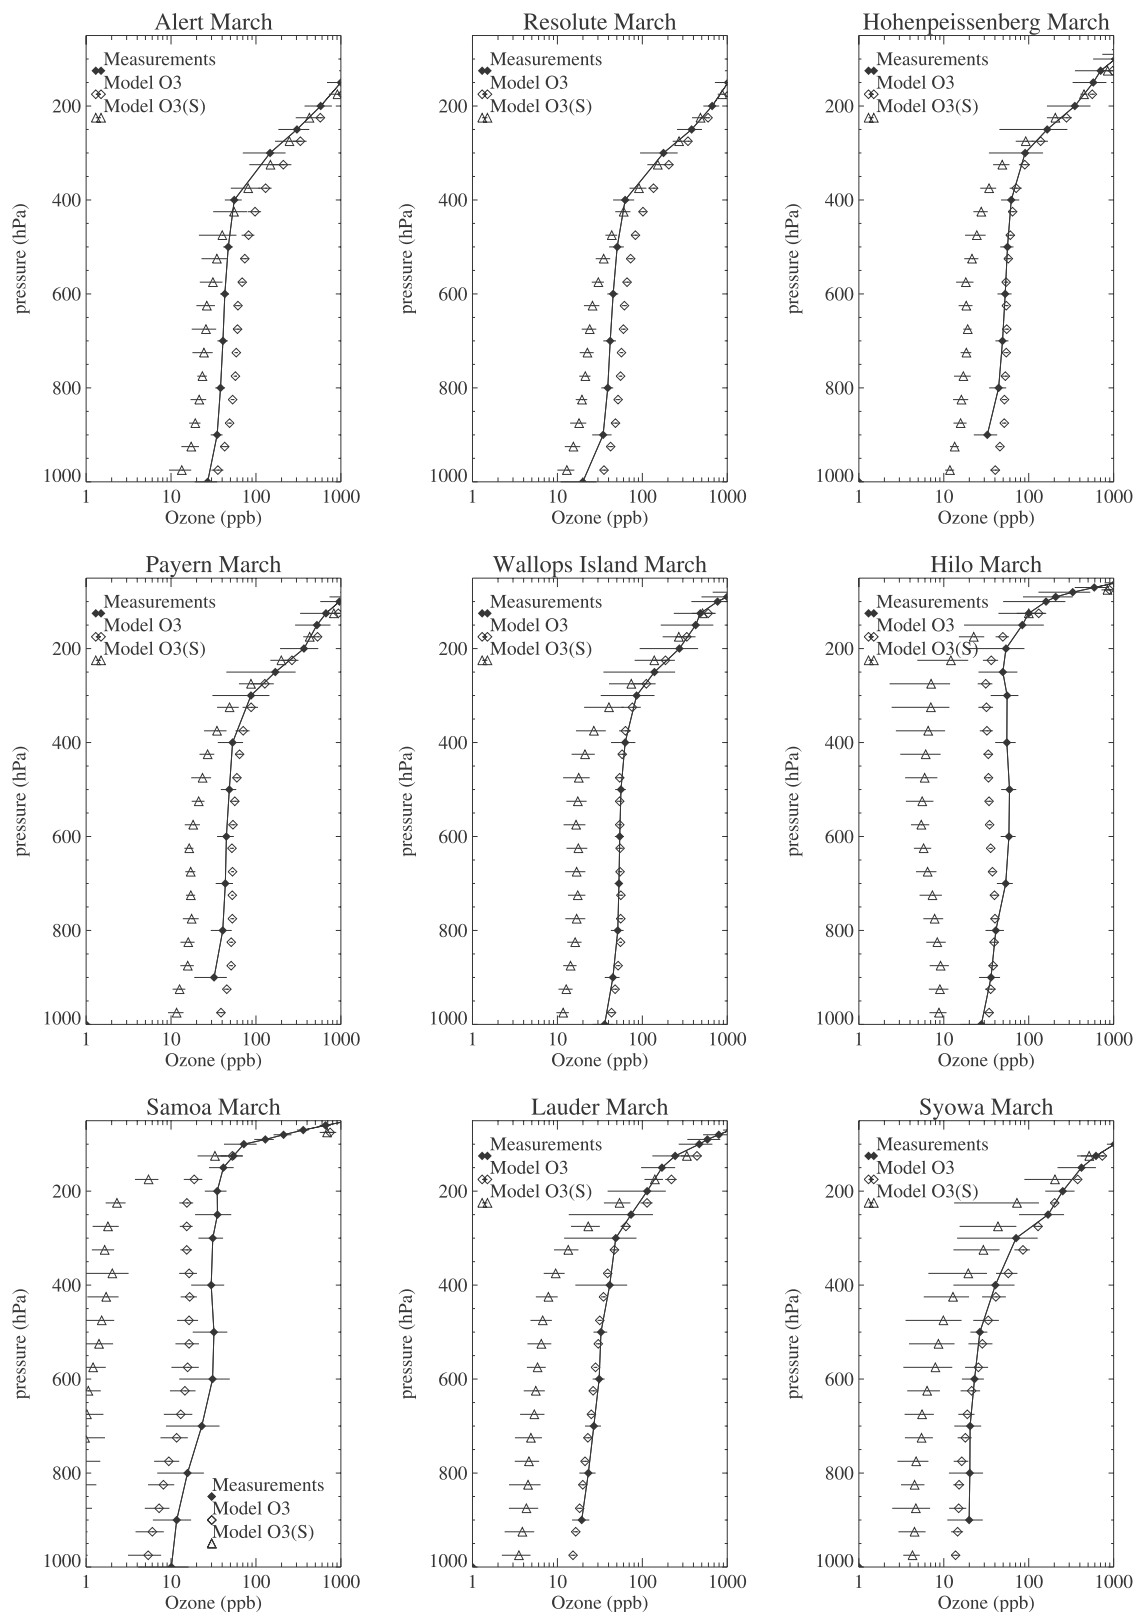 Alert March
Measurements
Model O3
Model O3(S)
200
400
600
800
1000
pressure (hPa)
1
10
100
1000
Ozone (ppb)
Resolute March
Measurements
Model O3
Model O3(S)
200
400
600
800
1000
pressure (hPa)
1
10
100
1000
Ozone (ppb)
Hohenpeissenberg March
Measurements
Model O3
Model O3(S)
200
400
600
800
1000
pressure (hPa)
1
10
100
1000
Ozone (ppb)
Payern March
Measurements
Model O3
Model O3(S)
200
400
600
800
1000
pressure (hPa)
1
10
100
1000
Ozone (ppb)
Wallops Island March
Measurements
Model O3
Model O3(S)
200
400
600
800
1000
pressure (hPa)
1
10
100
1000
Ozone (ppb)
Hilo March
Measurements
Model O3
Model O3(S)
200
400
600
800
1000
pressure (hPa)
1
10
100
1000
Ozone (ppb)
Samoa March
200
400
600
800
1000
pressure (hPa)
Measurements
Model O3
Model O3(S)
1
10
100
1000
Ozone (ppb)
Lauder March
Measurements
Model O3
Model O3(S)
200
400
600
800
1000
pressure (hPa)
1
10
100
1000
Ozone (ppb)
Syowa March
Measurements
Model O3
Model O3(S)
200
400
600
800
1000
pressure (hPa)
1
10
100
1000
Ozone (ppb)